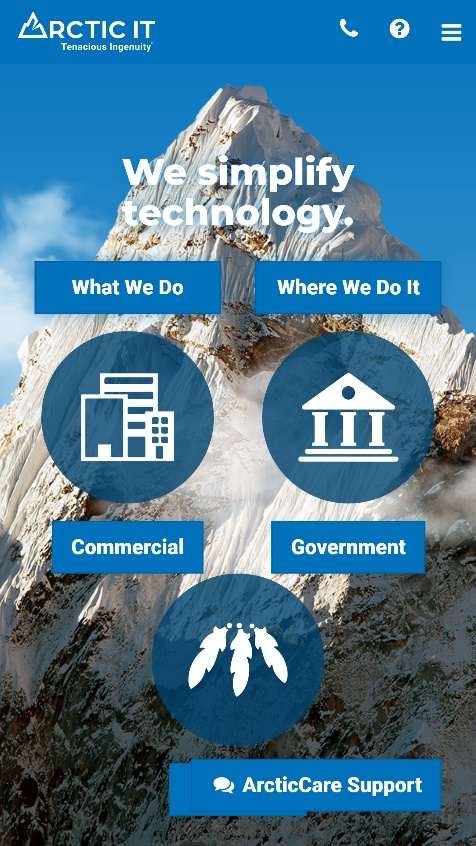 ARCTIC IT
Tenacious Ingenuity
We simplify
technology.
What We Do
Where We Do It
Commercial
Government
ArcticCare Support